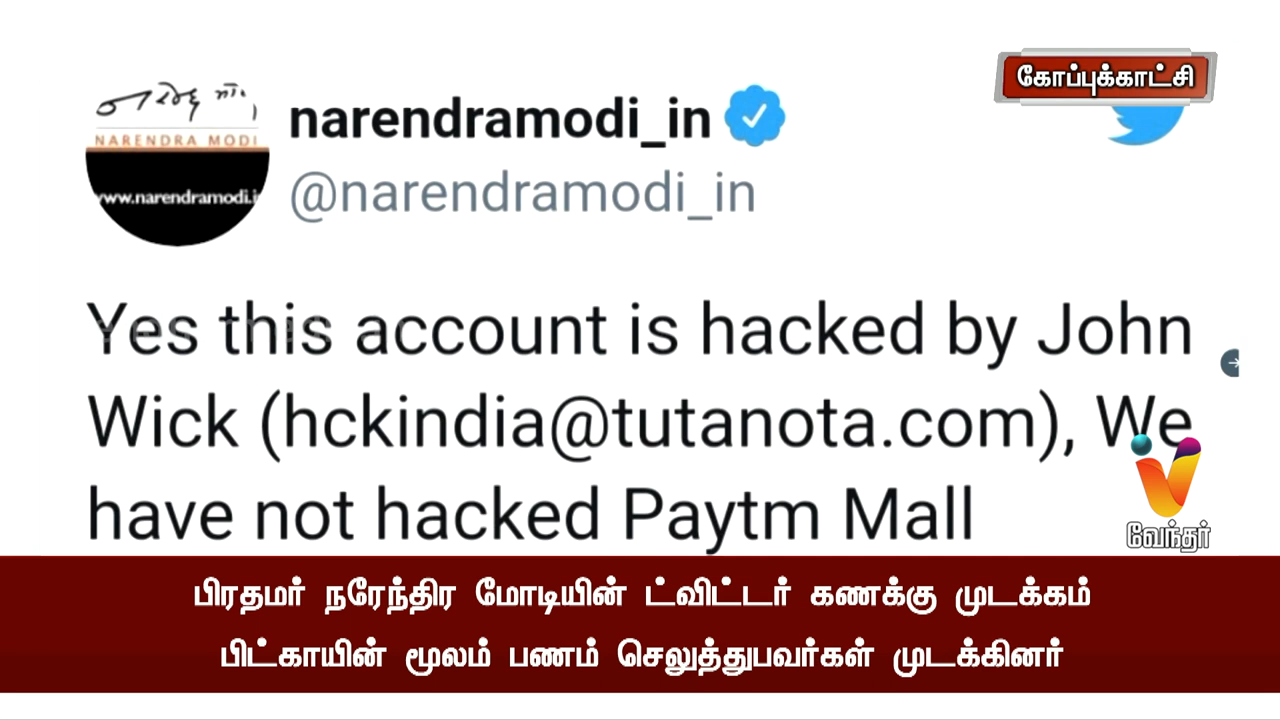 கோப்புக்காட்சி
NARENDRA MODI
www.narendramodi.i
narendramodi_in
@narendramodi_in
Yes this account is hacked by John
Wick (hckindia@tutanota.com), We
have not hacked Paytm Mall
வேந்தர்
பிரதமர் நரேந்திர மோடியின் ட்விட்டர் கணக்கு முடக்கம்
பிட்காயின் மூலம் பணம் செலுத்துபவர்கள் முடக்கினர்